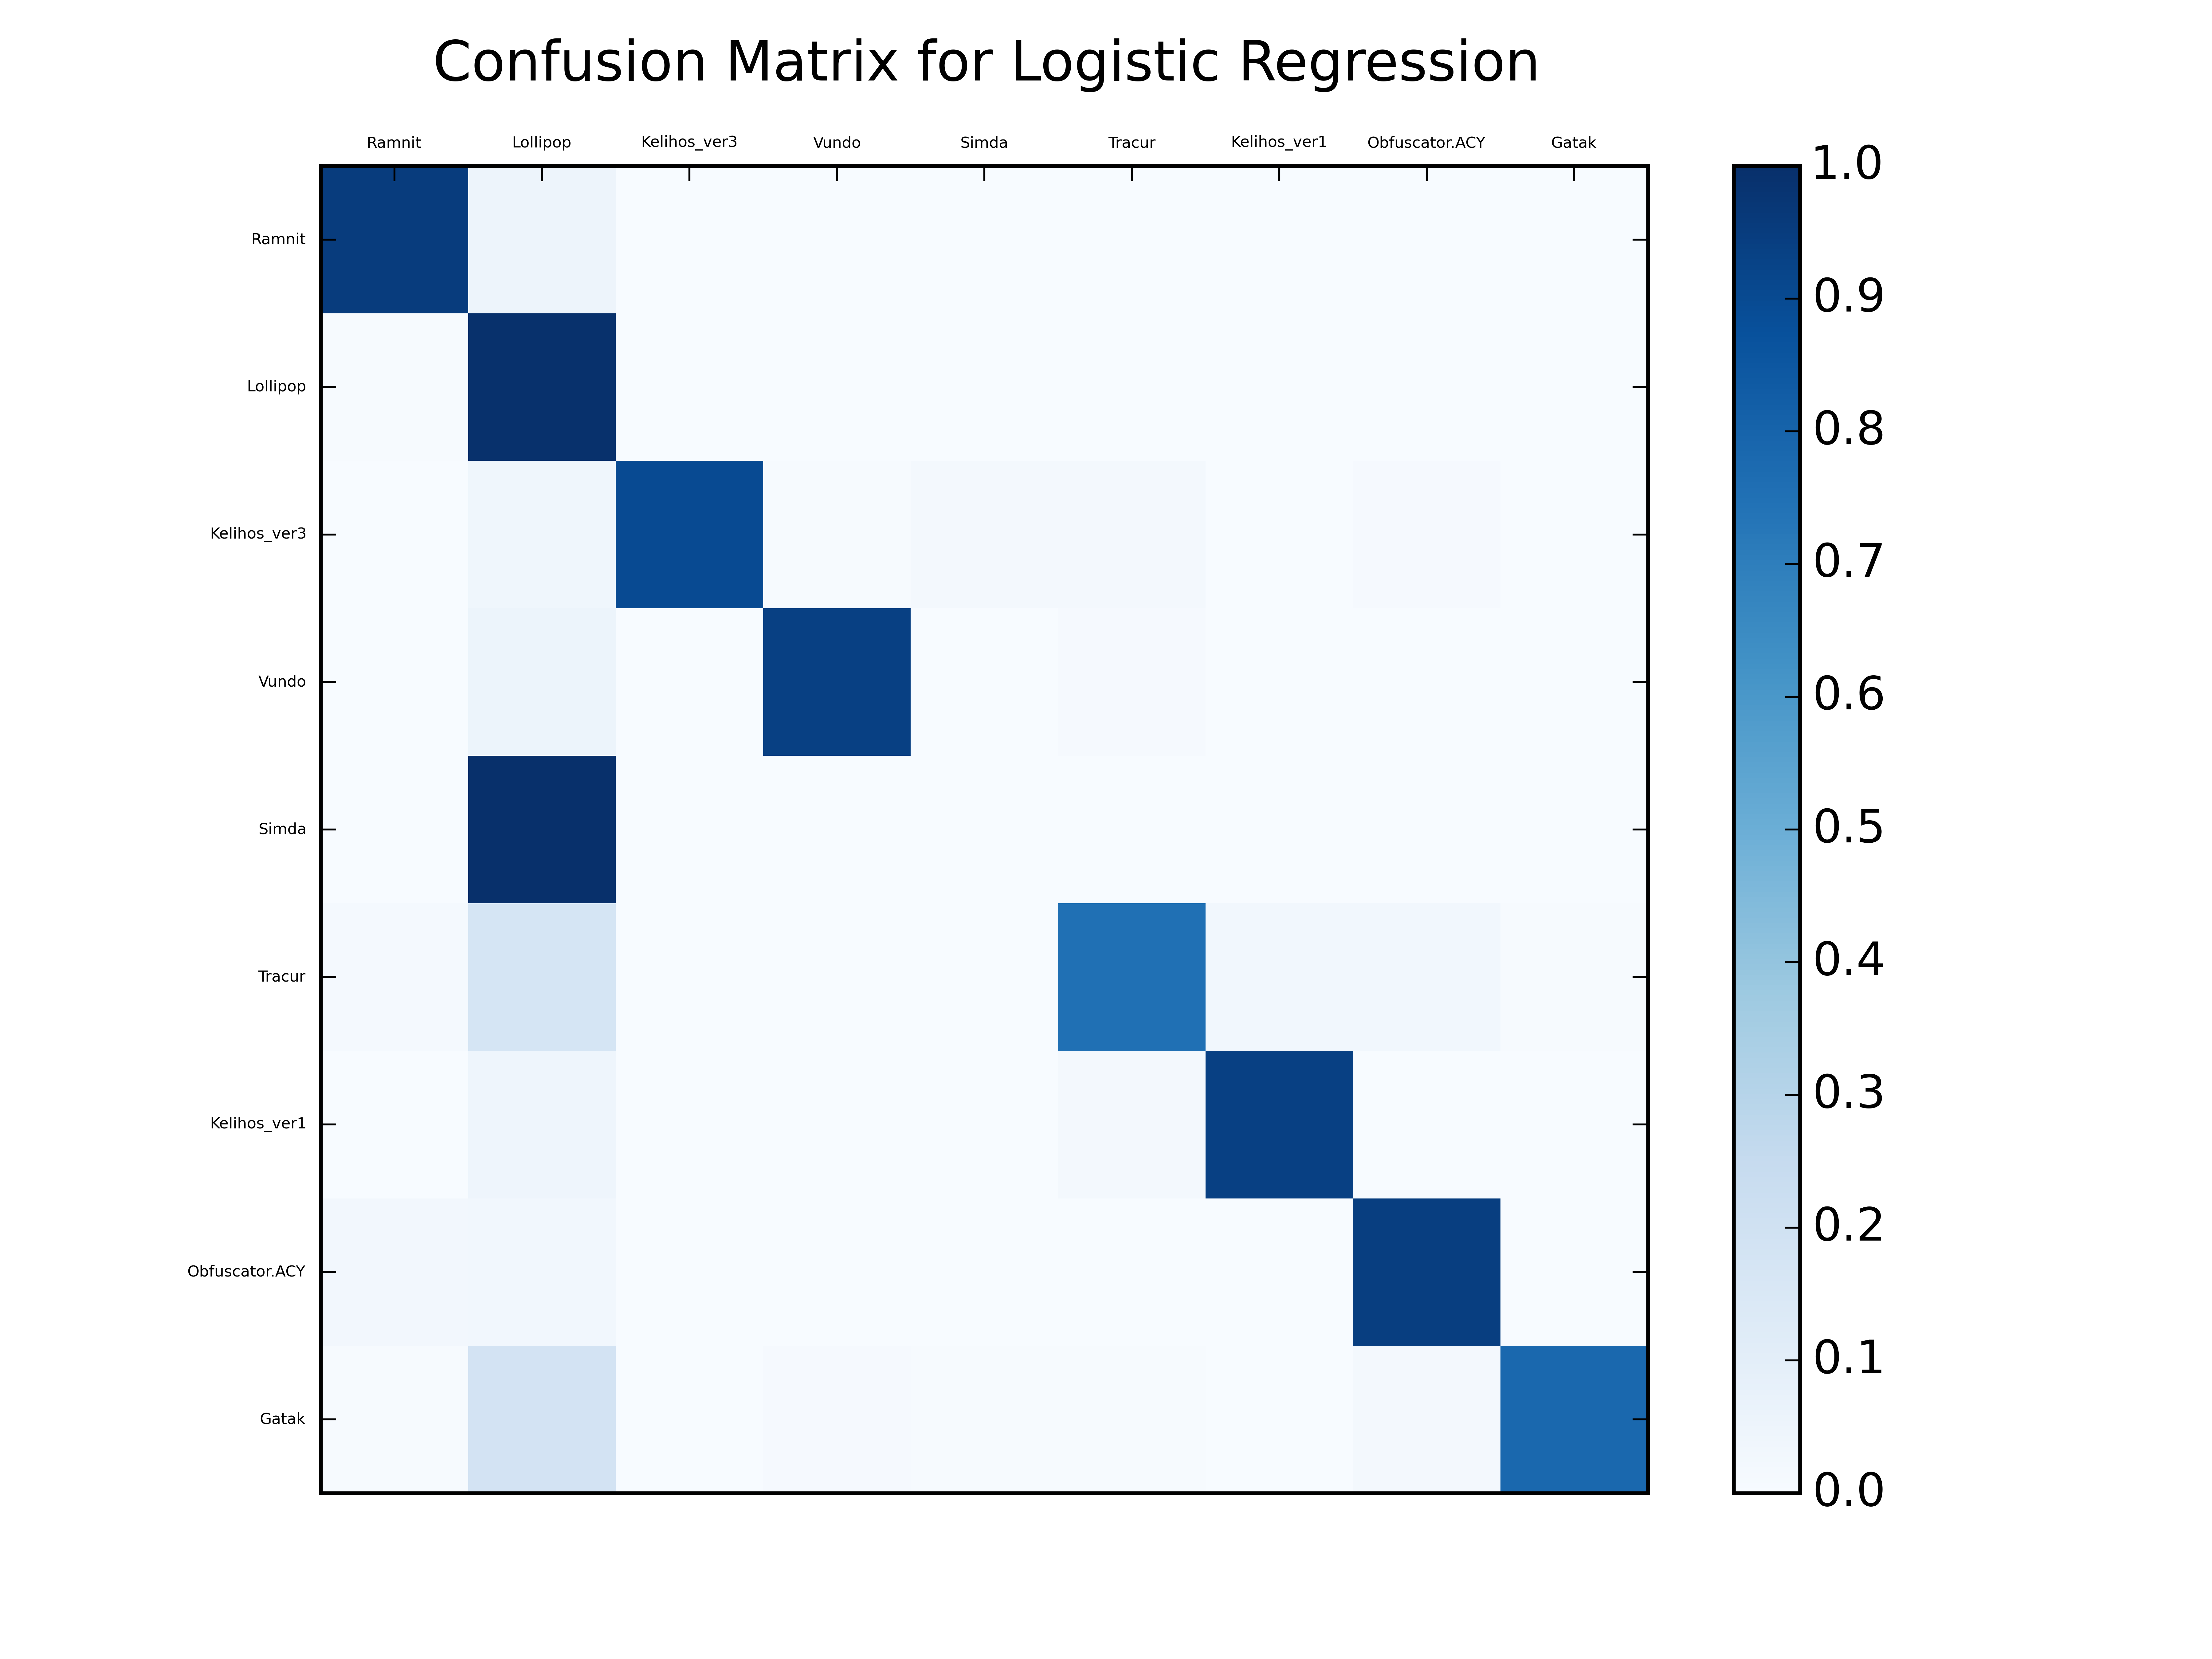 Confusion Matrix for Logistic Regression
Ramnit Lollipop Kelihos_ver3 Vundo Simda Tracur Kelihos_ver1 Obfuscator.ACY Gatak
Ramnit
Lollipop
Kelihos_ver3
Vundo
Simda
Tracur
Kelihos_ver1
Obfuscator.ACY
Gatak
1.0
0.9
0.8
0.7
0.6
0.5
0.4
0.3
0.2
0.1
0.0